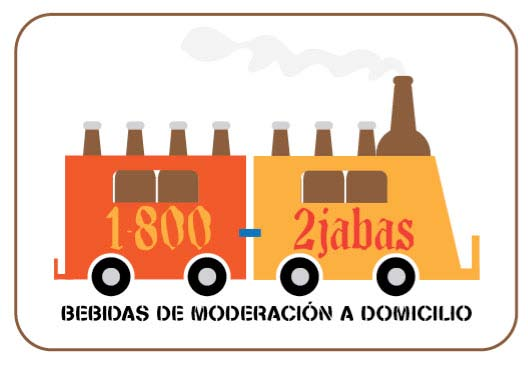 1-800 - 2jabas
BEBIDAS DE MODERACIÓN A DOMICILIO